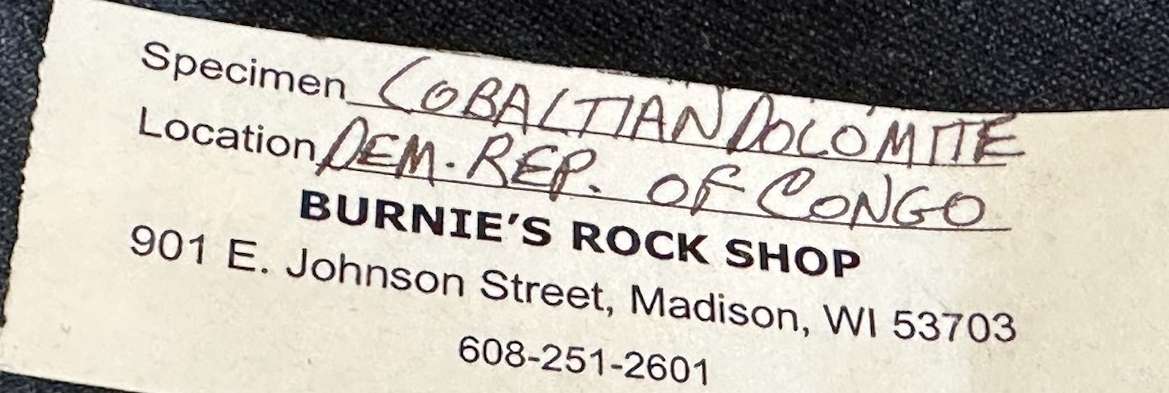 Specimen COBALTIAN DOLOMITE
Location DEM. REP. OF CONGO
BURNIE'S ROCK SHOP
901 E. Johnson Street, Madison, WI 53703
608-251-2601